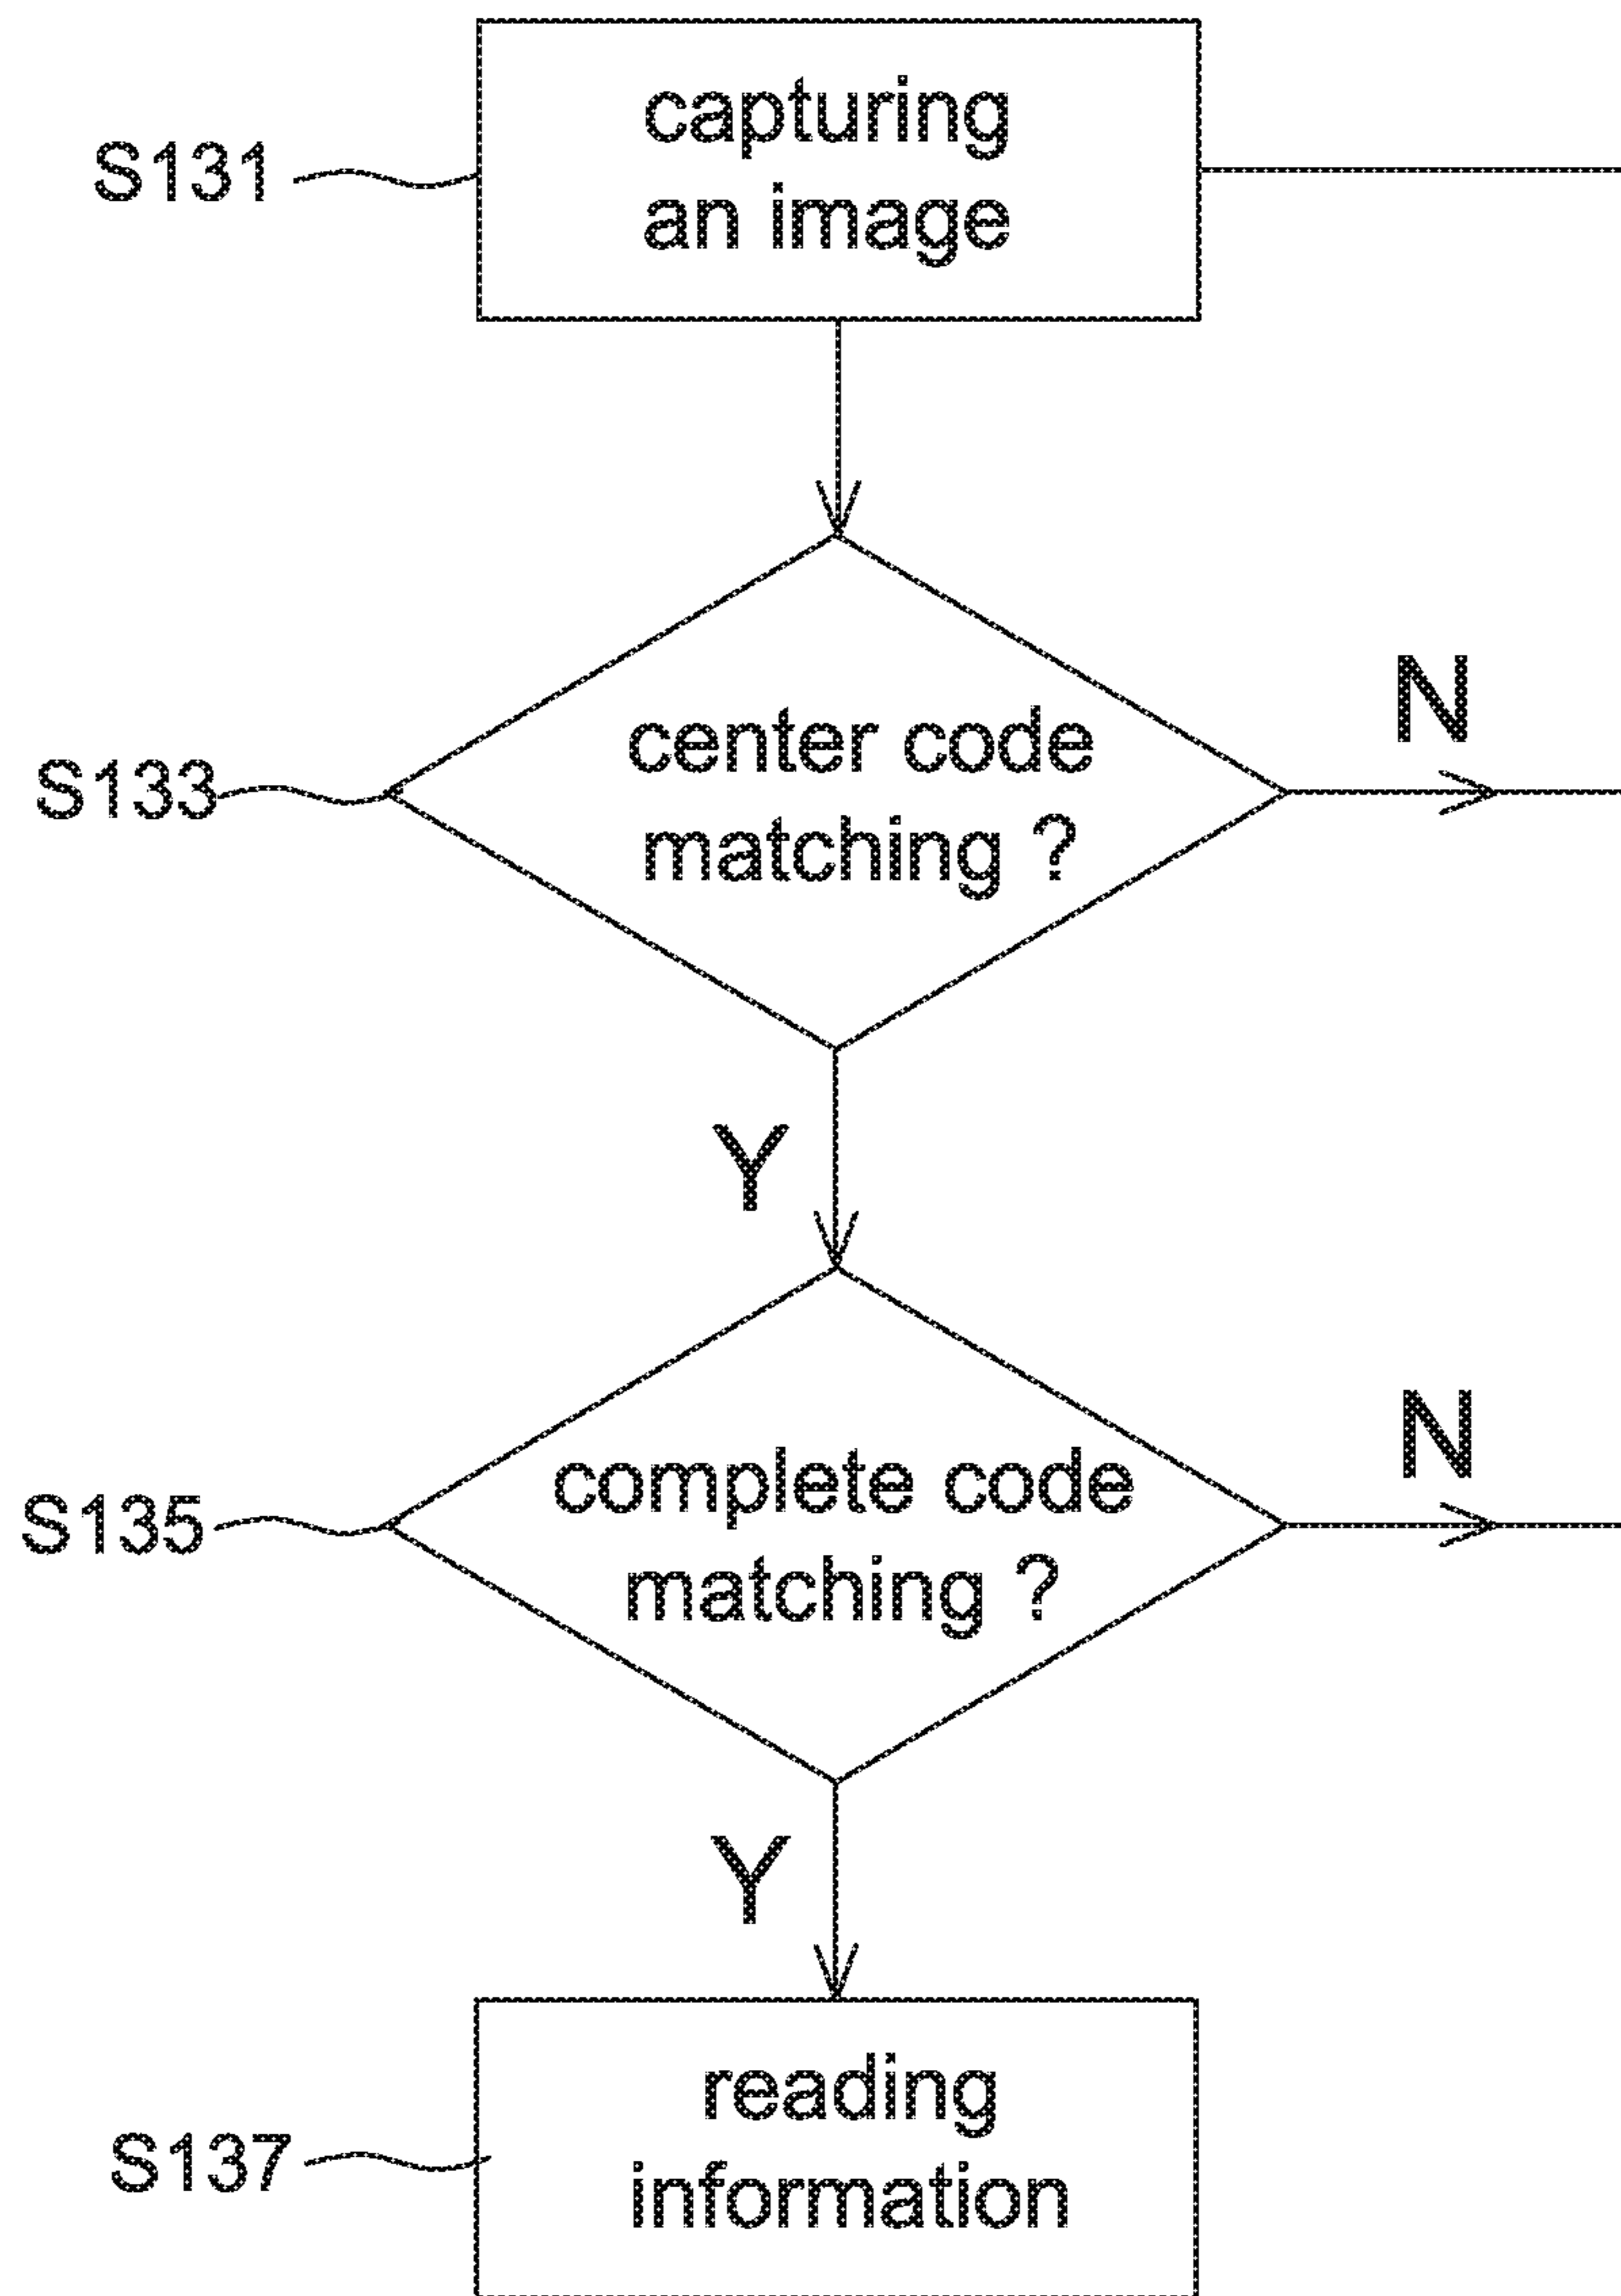 S131
capturing
an image
S133
center code
matching ?
N
Y
S135
complete code
matching ?
N
Y
S137
reading
information